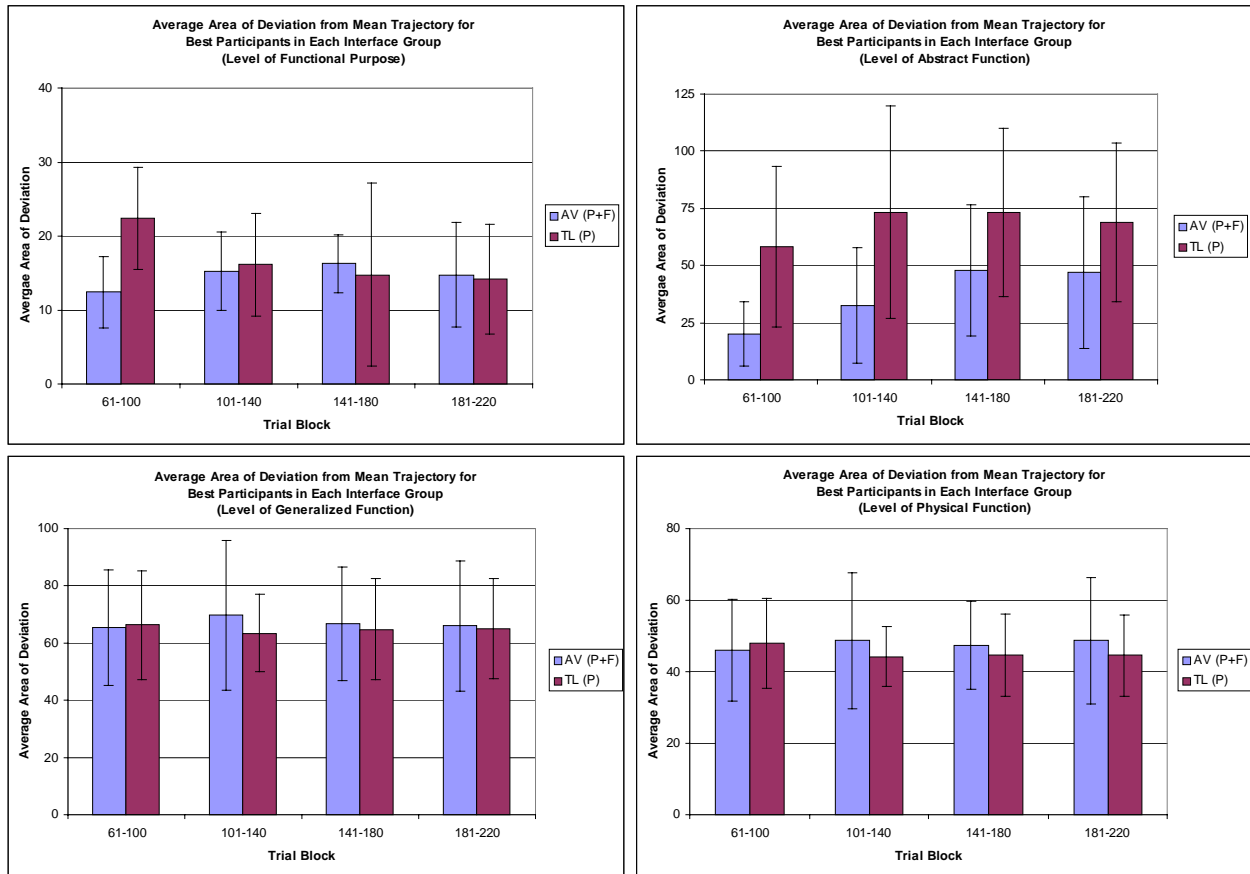 Average Area of Deviation from Mean Trajectory for
Best Participants in Each Interface Group
(Level of Functional Purpose)
40
30
20
10
0
Avergae Area of Deviation
61-100 101-140 141-180 181-220
Trial Block
AV (P+F)
TL (P)
Average Area of Deviation from Mean Trajectory for
Best Participants in Each Interface Group
(Level of Abstract Function)
125
100
75
50
25
0
Average Area of Deviation
61-100 101-140 141-180 181-220
Trial Block
AV (P+F)
TL (P)
Average Area of Deviation from Mean Trajectory for
Best Participants in Each Interface Group
(Level of Generalized Function)
100
80
60
40
20
0
Average Area of Deviation
61-100 101-140 141-180 181-220
Trial Block
AV (P+F)
TL (P)
Average Area of Deviation from Mean Trajectory for
Best Participants in Each Interface Group
(Level of Physical Function)
80
60
40
20
0
Average Area of Deviation
61-100 101-140 141-180 181-220
Trial Block
AV (P+F)
TL (P)